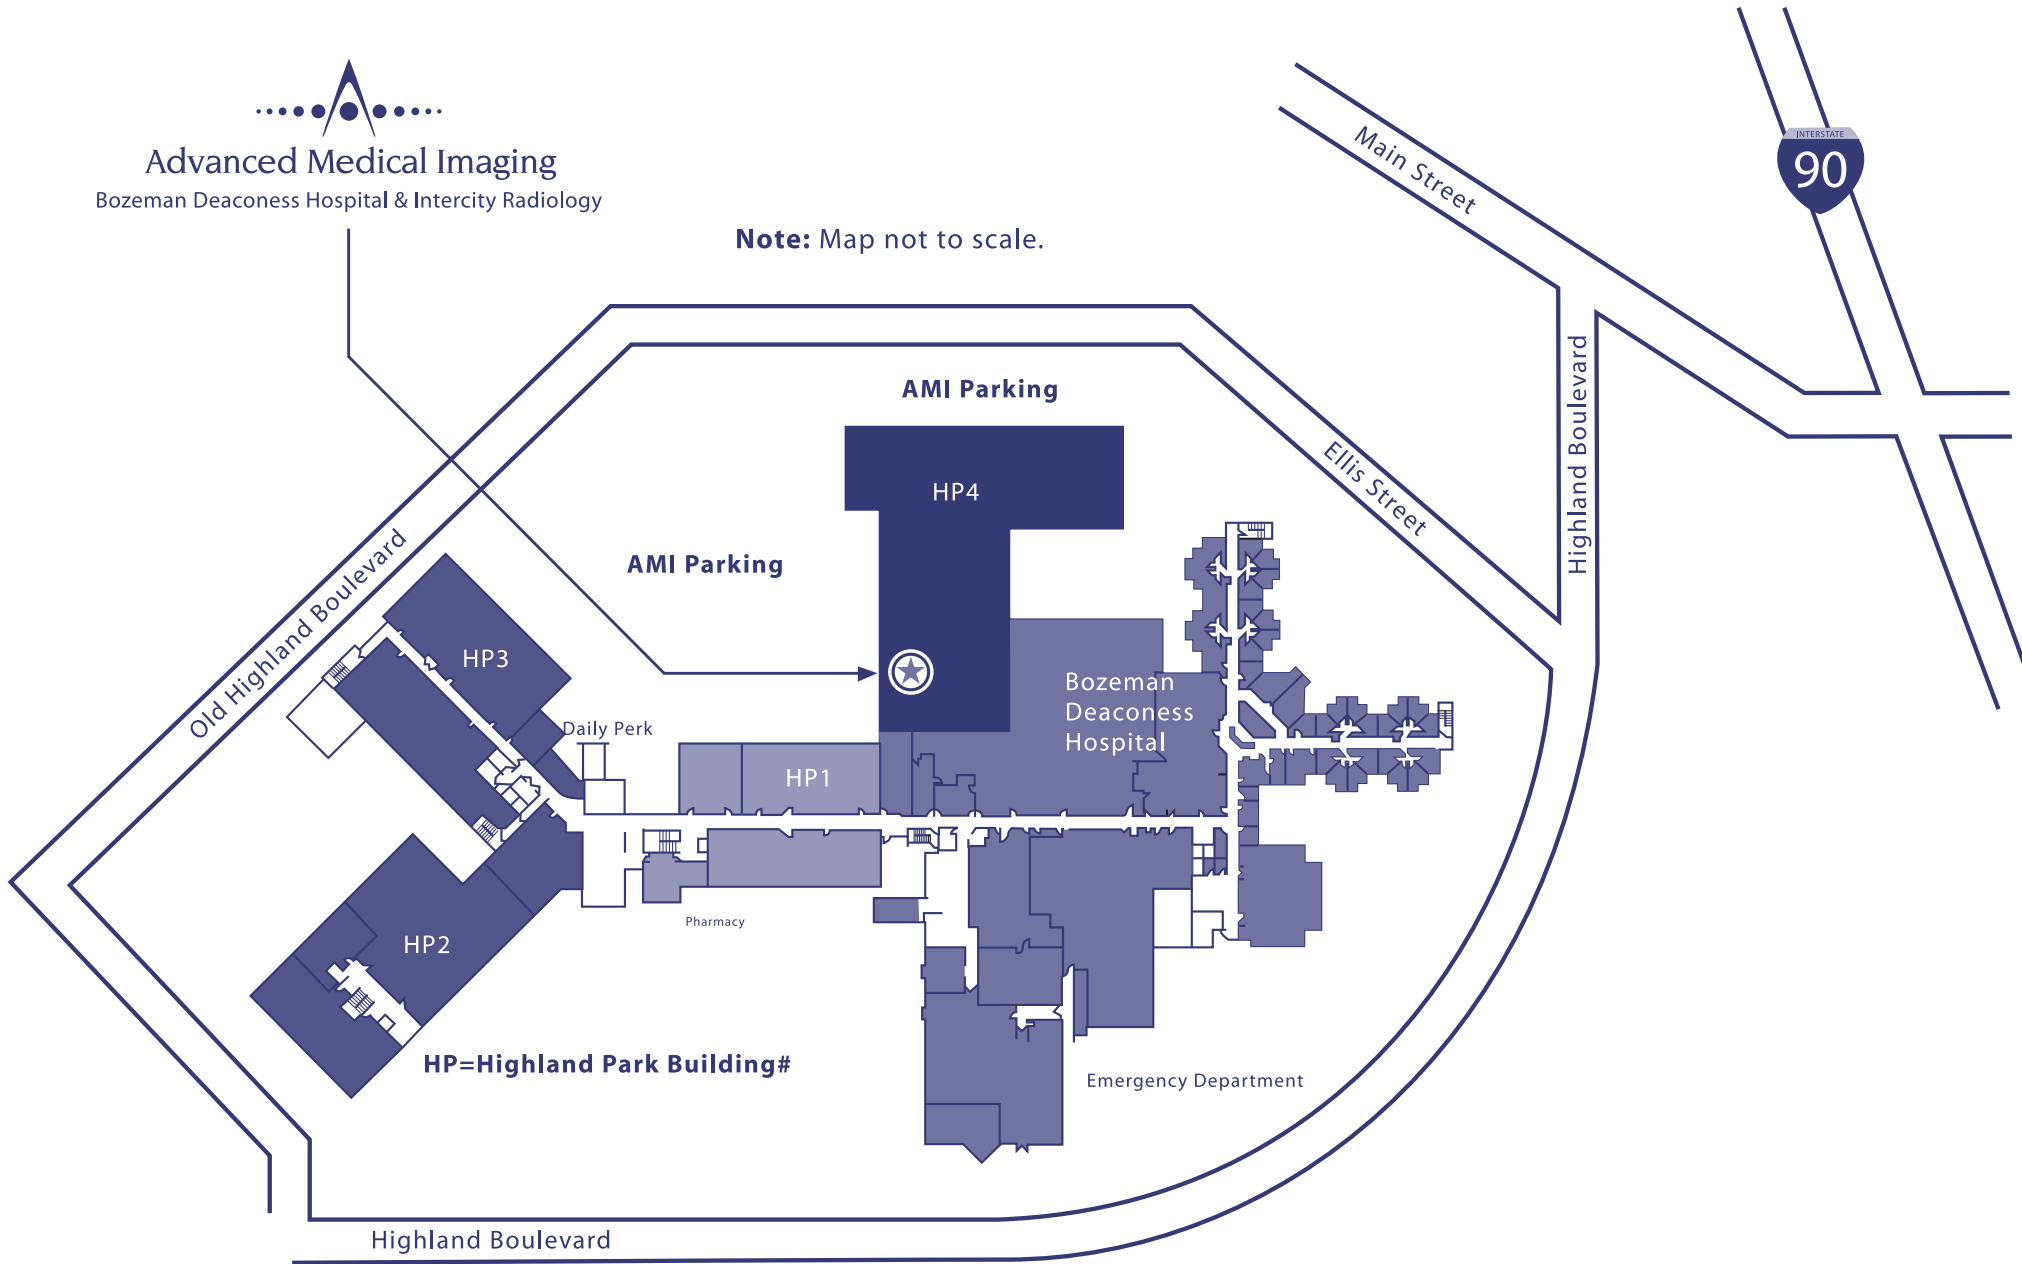 Advanced Medical Imaging
Bozeman Deaconess Hospital & Intercity Radiology
Note: Map not to scale.
Main Street
INTERSTATE
90
Highland Boulevard
Ellis Street
AMI Parking
HP4
AMI Parking
Old Highland Boulevard
HP3
Bozeman
Deaconess
Hospital
Daily Perk
HP1
Pharmacy
HP2
HP=Highland Park Building#
Emergency Department
Highland Boulevard